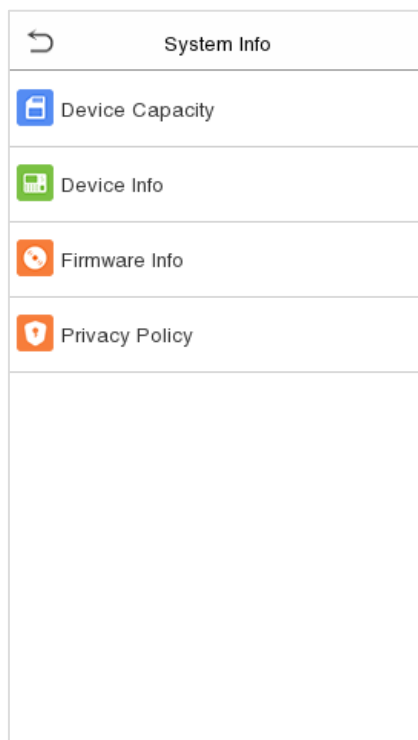 System Info
Device Capacity
Device Info
Firmware Info
Privacy Policy